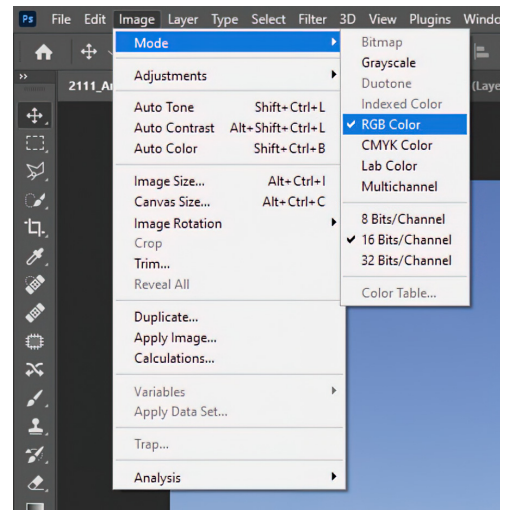 Ps File Edit Image Layer Type Select Filter 3D View Plugins
2111_A
(Laye
Mode
Adjustments
Auto Tone Shift+Ctrl+L
Auto Contrast Alt+Shift+Ctrl+L
Auto Color Shift+Ctrl+B
Image Size... Alt+Ctrl+I
Canvas Size... Alt+Ctrl+C
Image Rotation
Crop
Trim...
Reveal All
Duplicate...
Apply Image...
Calculations...
Variables
Apply Data Set...
Trap...
Analysis
Bitmap
Grayscale
Duotone
Indexed Color
RGB Color
CMYK Color
Lab Color
Multichannel
8 Bits/Channel
16 Bits/Channel
32 Bits/Channel
Color Table...